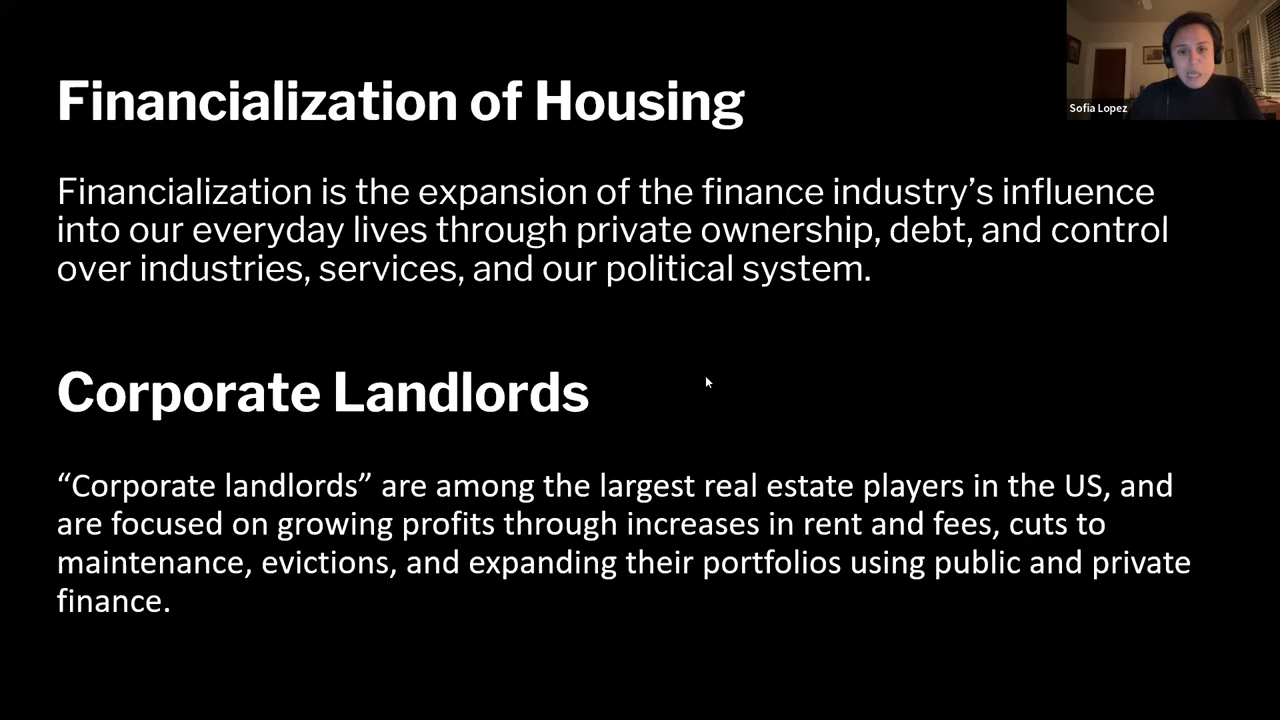 Financialization of Housing
Sofia Lopez
Financialization is the expansion of the finance industry’s influence
into our everyday lives through private ownership, debt, and control
over industries, services, and our political system.
Corporate Landlords
“Corporate landlords” are among the largest real estate players in the US, and
are focused on growing profits through increases in rent and fees, cuts to
maintenance, evictions, and expanding their portfolios using public and private
finance.